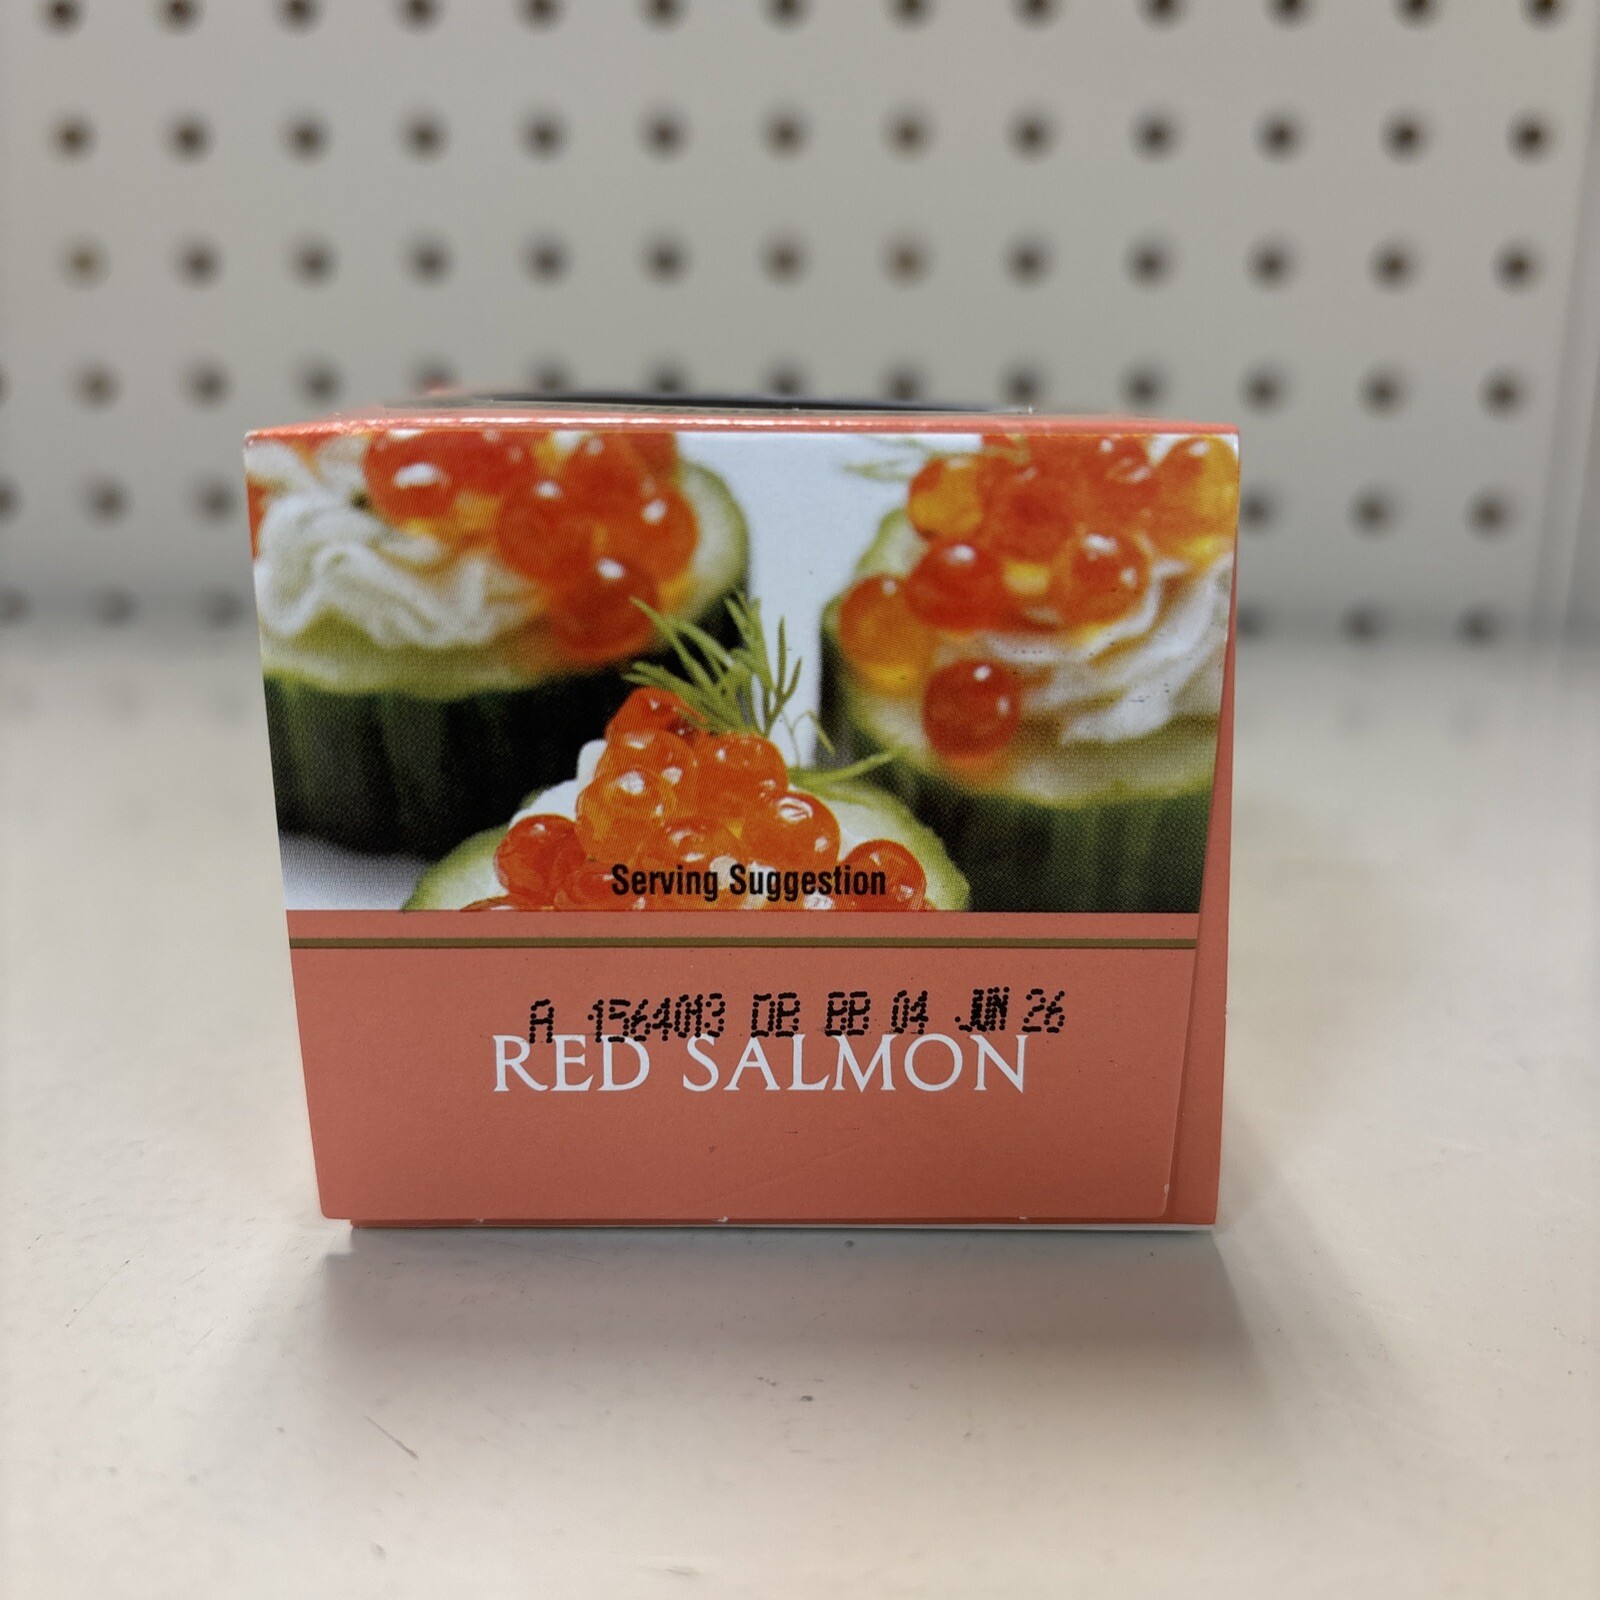 Serving Suggestion
A 1564013 DB BB 04 JUN 26
RED SALMON